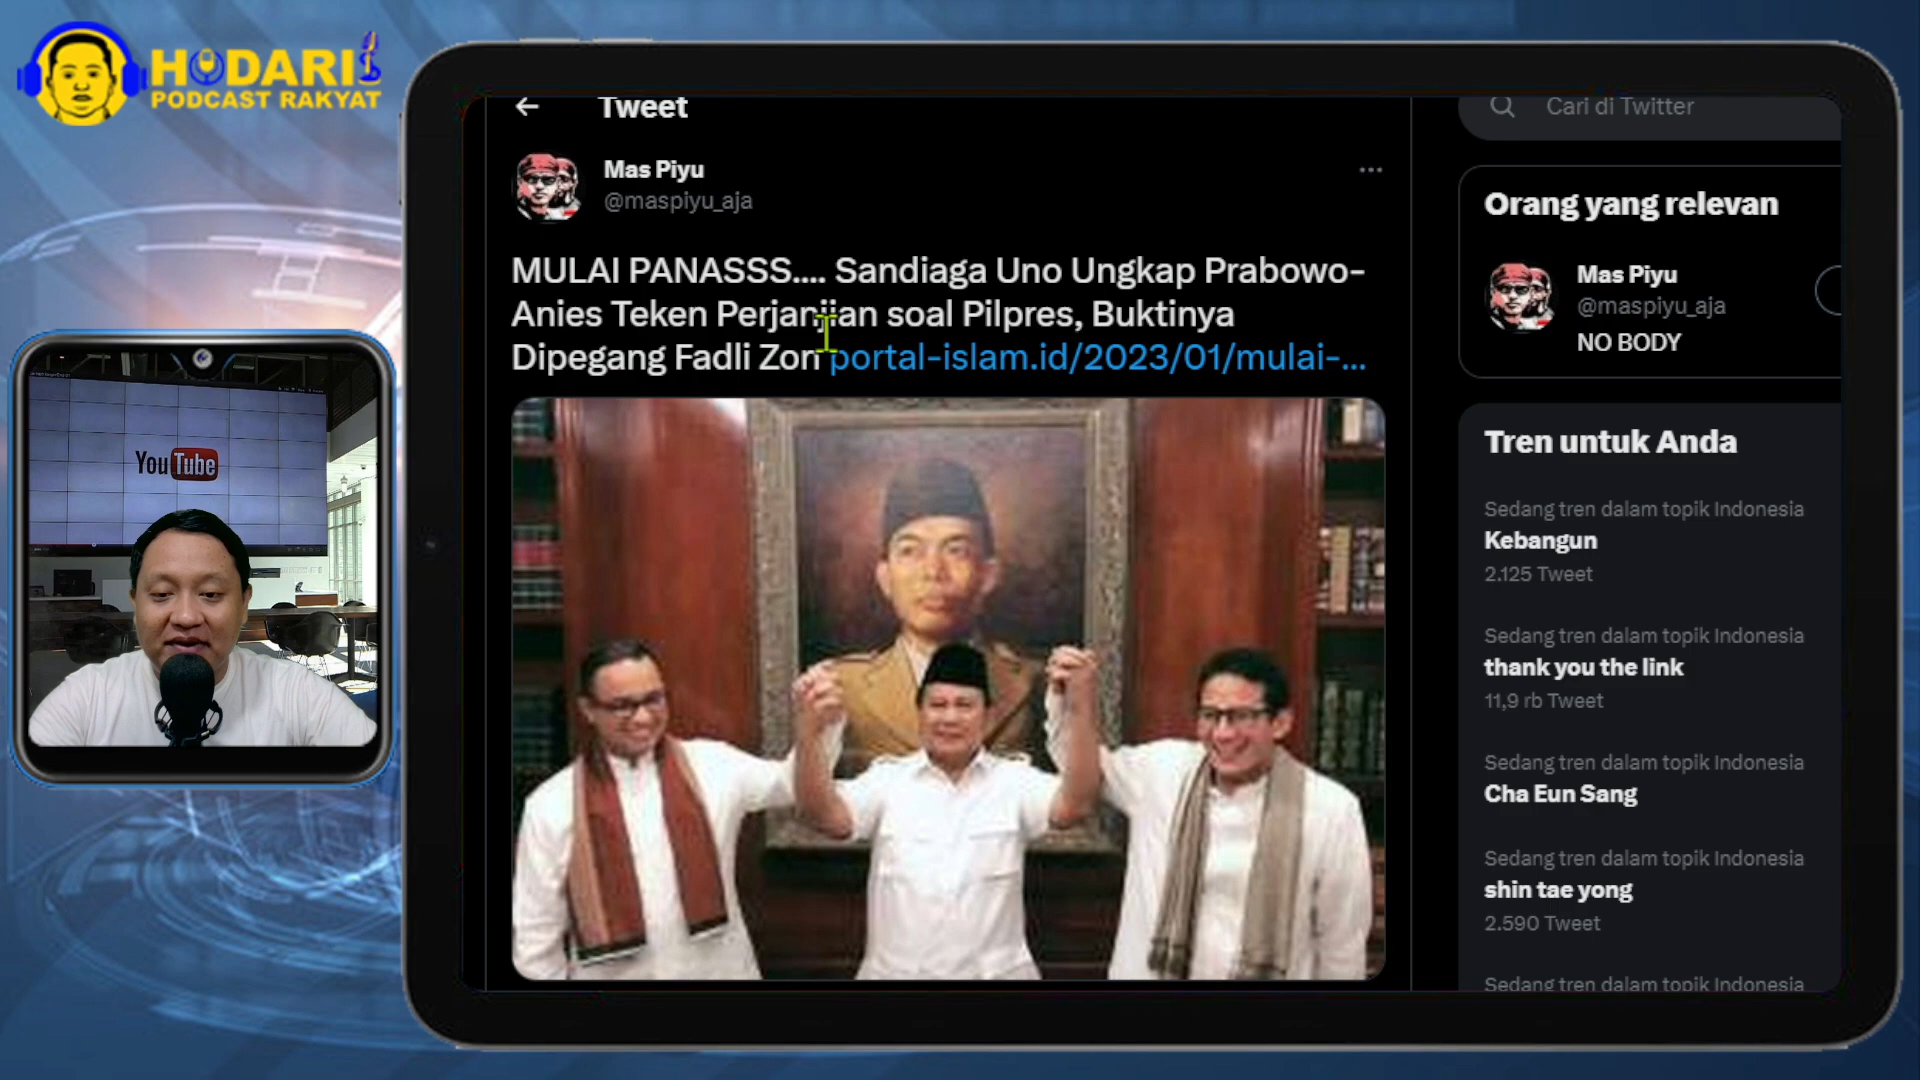 HODARI
PODCAST RAKYAT
YouTube
Tweet
Mas Piyu
@maspiyu_aja
MULAI PANASSS.... Sandiaga Uno Ungkap Prabowo-
Anies Teken Perjanjian soal Pilpres, Buktinya
Dipegang Fadli Zon portal-islam.id/2023/01/mulai-...
Cari di Twitter
Orang yang relevan
Mas Piyu
@maspiyu_aja
NO BODY
Tren untuk Anda
Sedang tren dalam topik Indonesia
Kebangun
2.125 Tweet
Sedang tren dalam topik Indonesia
thank you the link
11,9 rb Tweet
Sedang tren dalam topik Indonesia
Cha Eun Sang
Sedang tren dalam topik Indonesia
shin tae yong
2.590 Tweet
Sedang tren dalam topik Indonesia